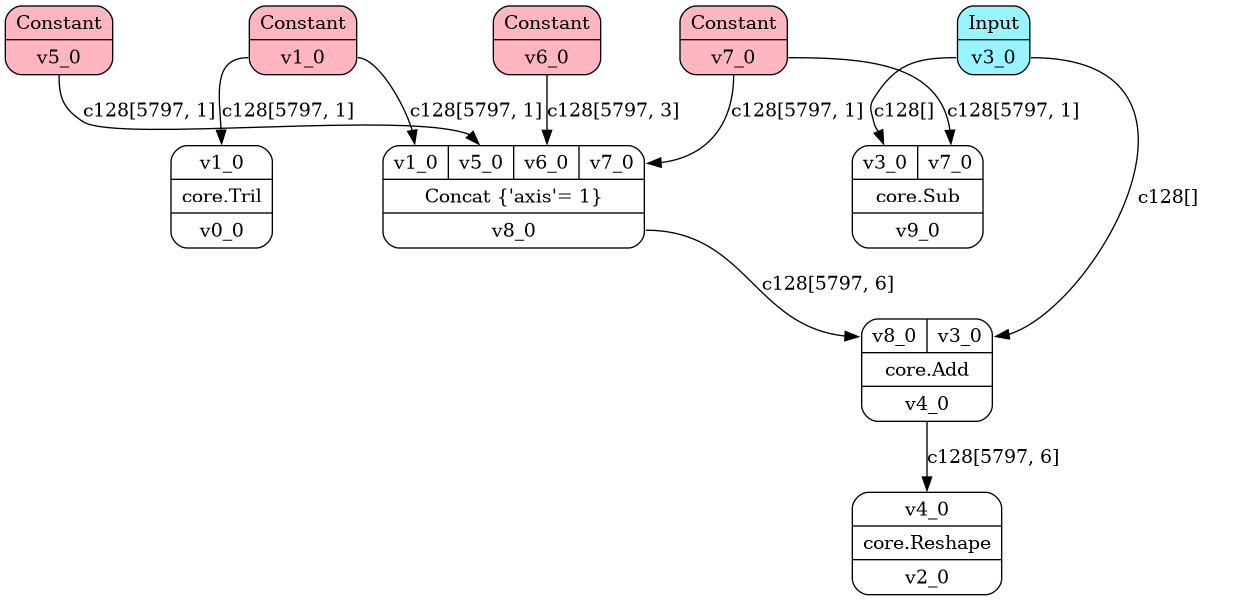 Constant
v5_0
Constant
v1_0
Constant
v6_0
Constant
v7_0
Input
v3_0
c128[5797, 1]
c128[5797, 1]
c128[5797, 1]
c128[5797, 3]
c128[5797, 1]
c128[]
c128[5797, 1]
v1_0
core.Tril
v0_0
v1_0 v5_0 v6_0 v7_0
Concat {'axis'= 1}
v8_0
v3_0 v7_0
core.Sub
v9_0
c128[]
c128[5797, 6]
v8_0 v3_0
core.Add
v4_0
c128[5797, 6]
v4_0
core.Reshape
v2_0